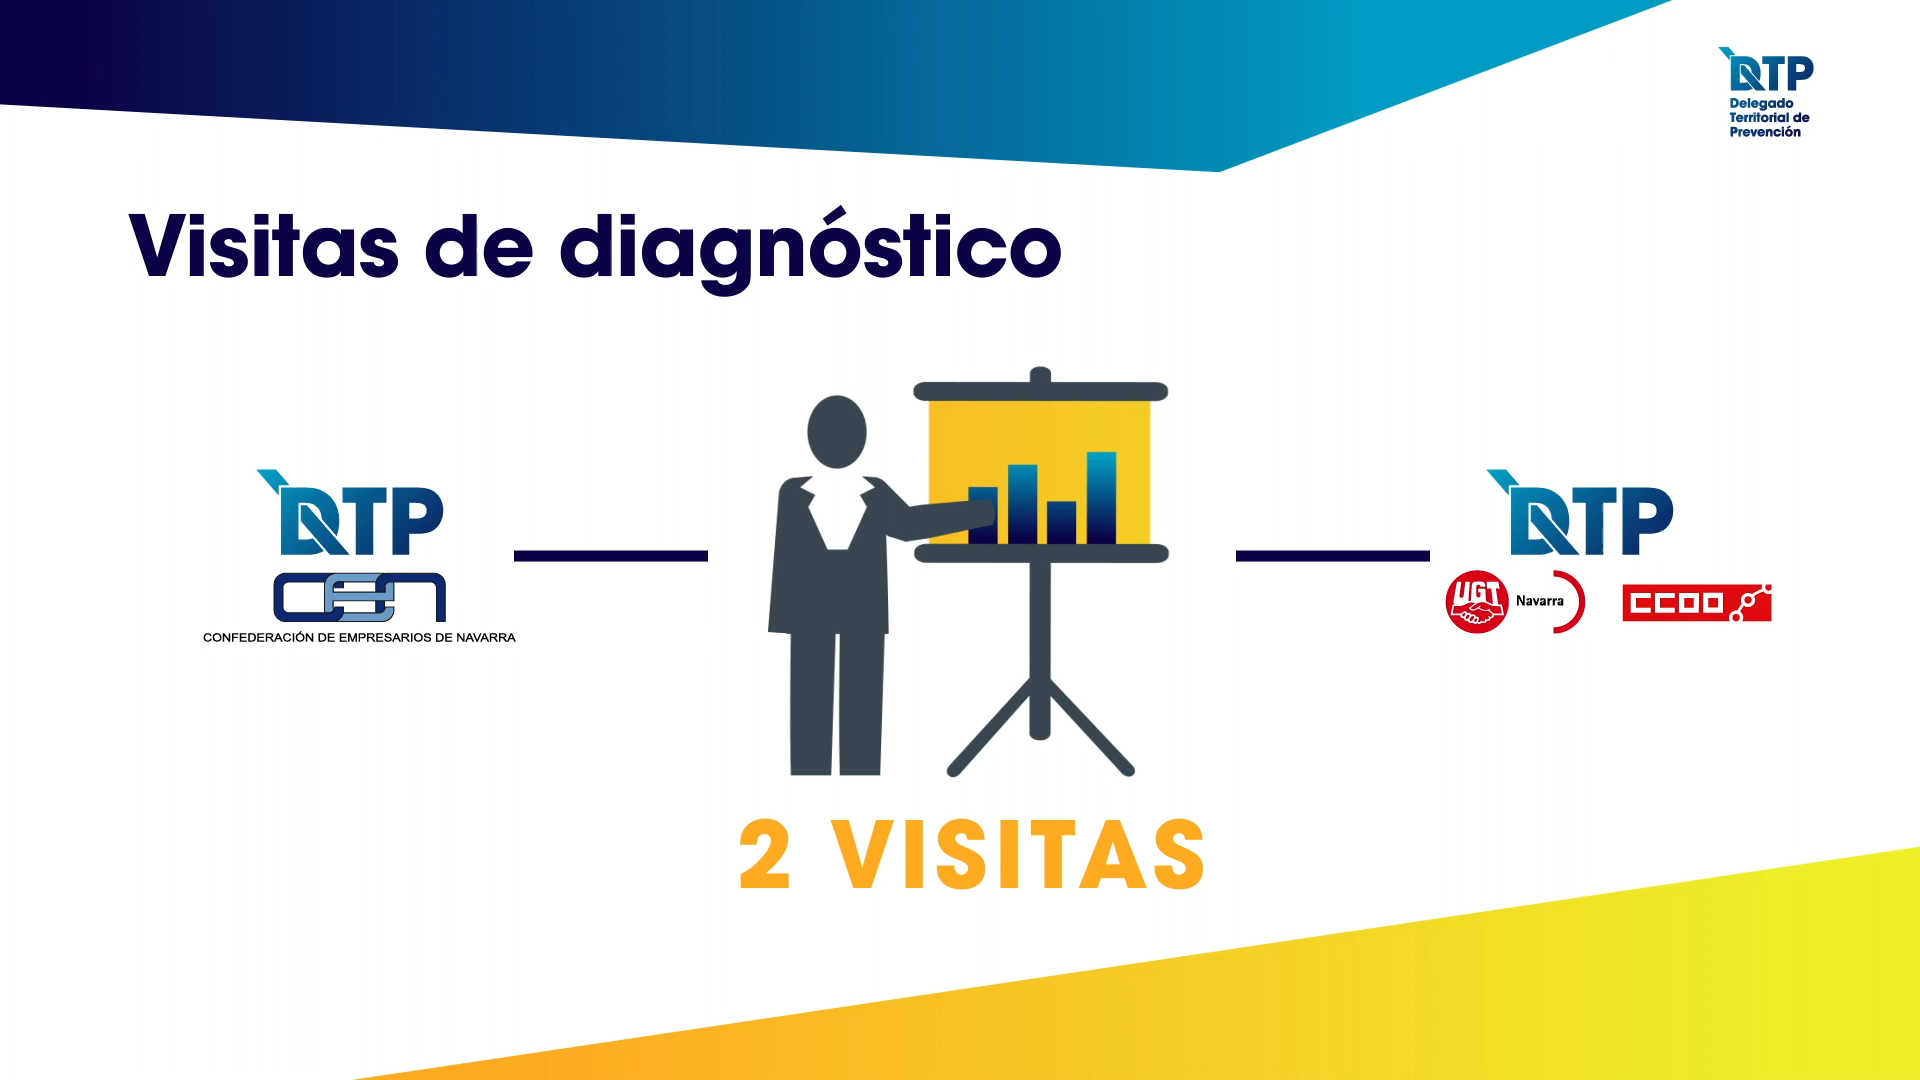 DTP
Delegado
Territorial de
Prevención
Visitas de diagnóstico
DTP
CEN
CONFEDERACIÓN DE EMPRESARIOS DE NAVARRA
DTP
UGT Navarra
CCOO
2 VISITAS